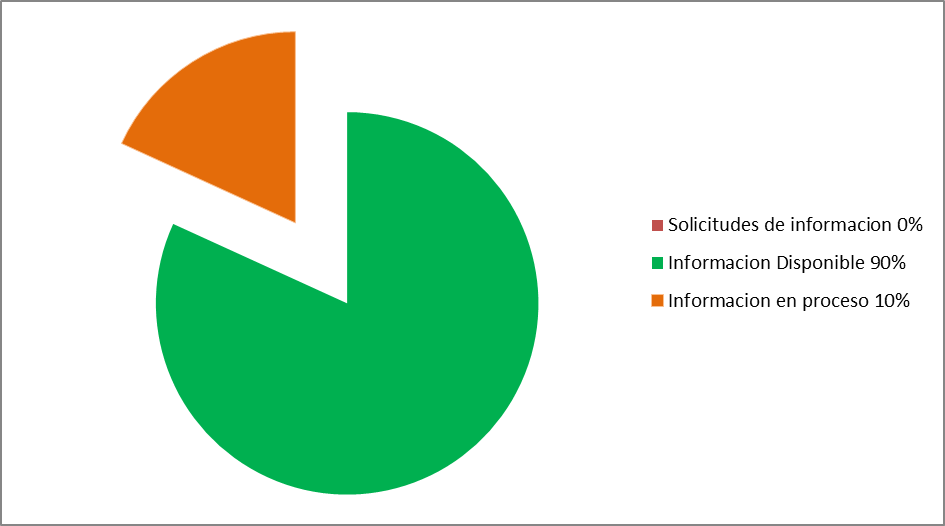 Solicitudes de informacion 0%
Informacion Disponible 90%
Informacion en proceso 10%